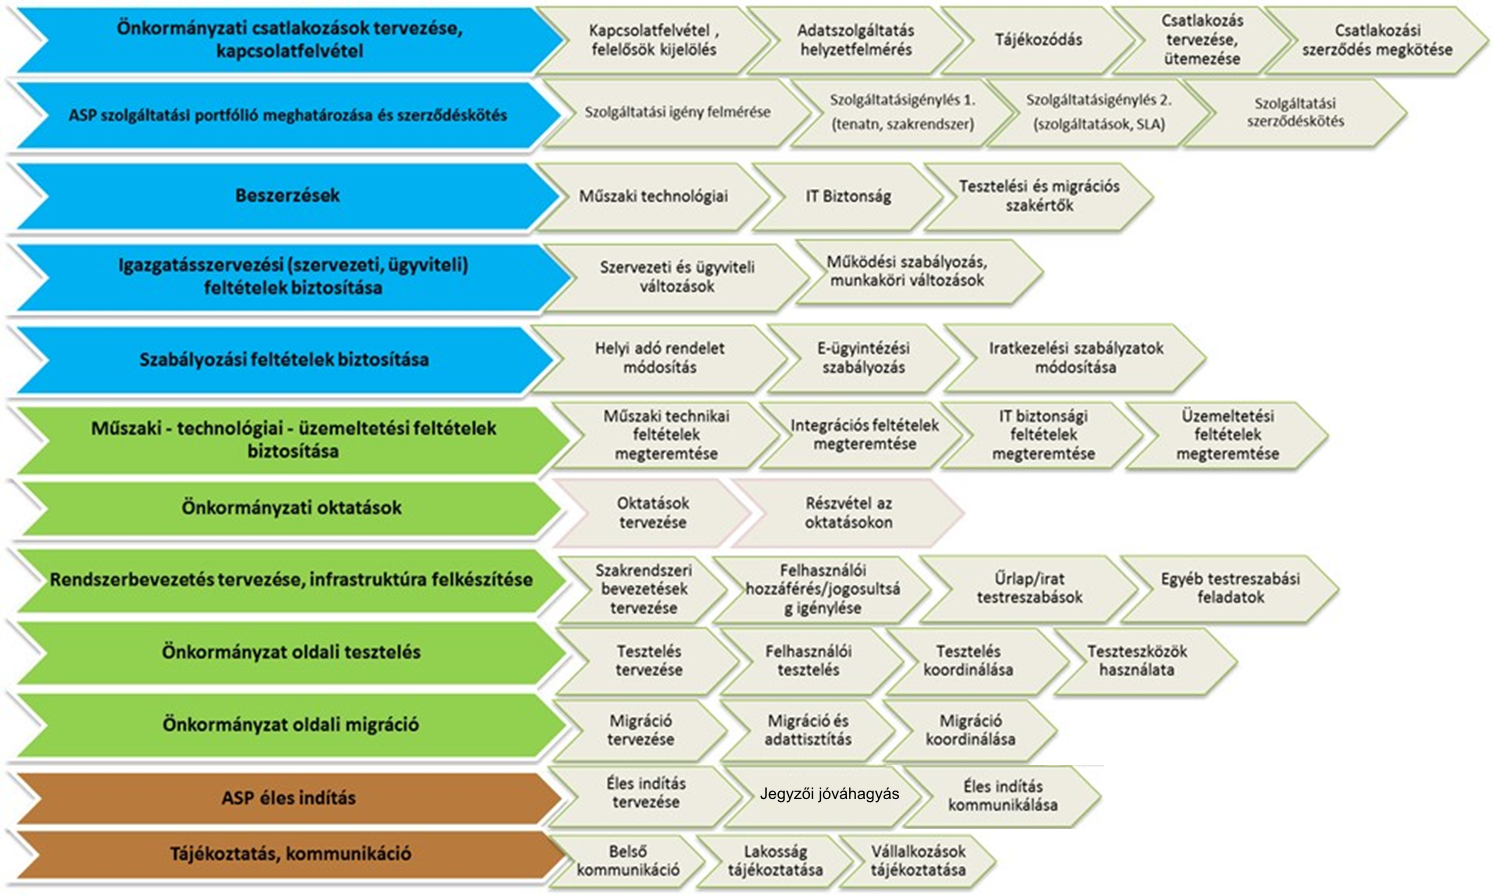 Önkormányzati csatlakozások tervezése,
kapcsolatfelvétel
Kapcsolatfelvétel ,
felelősök kijelölés
Adatszolgáltatás
helyzetfelmérés
Tájékozódás
Csatlakozás
tervezése,
ütemezése
Csatlakozási
szerződés megkötése
ASP szolgáltatási portfólió meghatározása és szerződéskötés
Szolgáltatási igény felmérése
Szolgáltatásigénylés 1.
(tenatn, szakrendszer)
Szolgáltatásigénylés 2.
(szolgáltatások, SLA)
Szolgáltatási
szerződéskötés
Beszerzések
Műszaki technológiai
IT Biztonság
Tesztelési és migrációs
szakértők
Igazgatásszervezési (szervezeti, ügyviteli)
feltételek biztosítása
Szervezeti és ügyviteli
változások
Működési szabályozás,
munkaköri változások
Szabályozási feltételek biztosítása
Helyi adó rendelet
módosítás
E-ügyintézési
szabályozás
Iratkezelési szabályzatok
módosítása
Műszaki - technológiai - üzemeltetési feltételek
biztosítása
Műszaki technikai
feltételek
megteremtése
Integrációs feltételek
megteremtése
IT biztonsági
feltételek
megteremtése
Üzemeltetési
feltételek
megteremtése
Önkormányzati oktatások
Oktatások
tervezése
Részvétel az
oktatásokon
Rendszerbevezetés tervezése, infrastruktúra felkészítése
Szakrendszeri
bevezetések
tervezése
Felhasználói
hozzáférés/jogosultsá
g igénylése
Űrlap/irat
testreszabások
Egyéb testreszabási
feladatok
Önkormányzat oldali tesztelés
Tesztelés
tervezése
Felhasználói
tesztelés
Tesztelés
koordinálása
Teszteszközök
használata
Önkormányzat oldali migráció
Migráció
tervezése
Migráció és
adattisztítás
Migráció
koordinálása
ASP éles indítás
Éles indítás
tervezése
Jegyzői jóváhagyás
Éles indítás
kommunikálása
Tájékoztatás, kommunikáció
Belső
kommunikáció
Lakosság
tájékoztatása
Vállalkozások
tájékoztatása